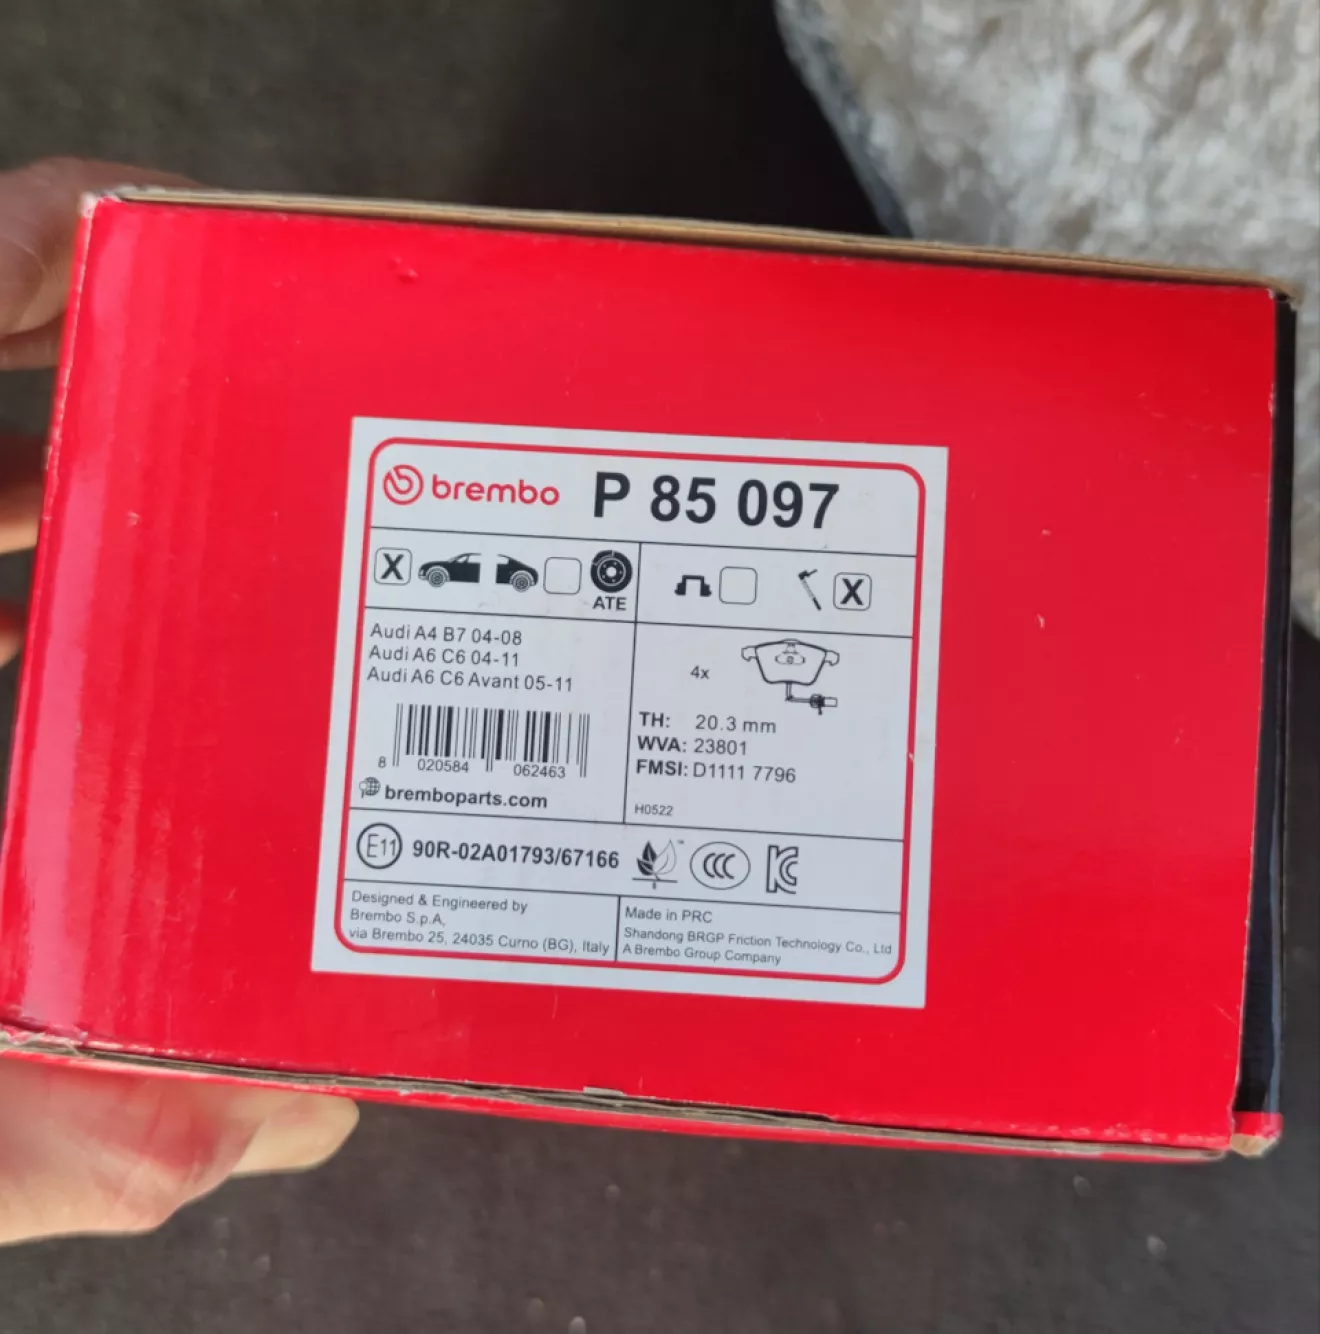 brembo P 85 097
X
ATE
X
Audi A4 B7 04-08
Audi A6 C6 04-11
Audi A6 C6 Avant 05-11
8 020584 062463
bremboparts.com
4x
TH: 20.3 mm
WVA: 23801
FMSI: D1111 7796
H0522
E11 90R-02A01793/67166
CCC
KC
Designed & Engineered by
Brembo S.p.A.
via Brembo 25, 24035 Curno (BG), Italy
Made in PRC
Shandong BRGP Friction Technology Co., Ltd
A Brembo Group Company